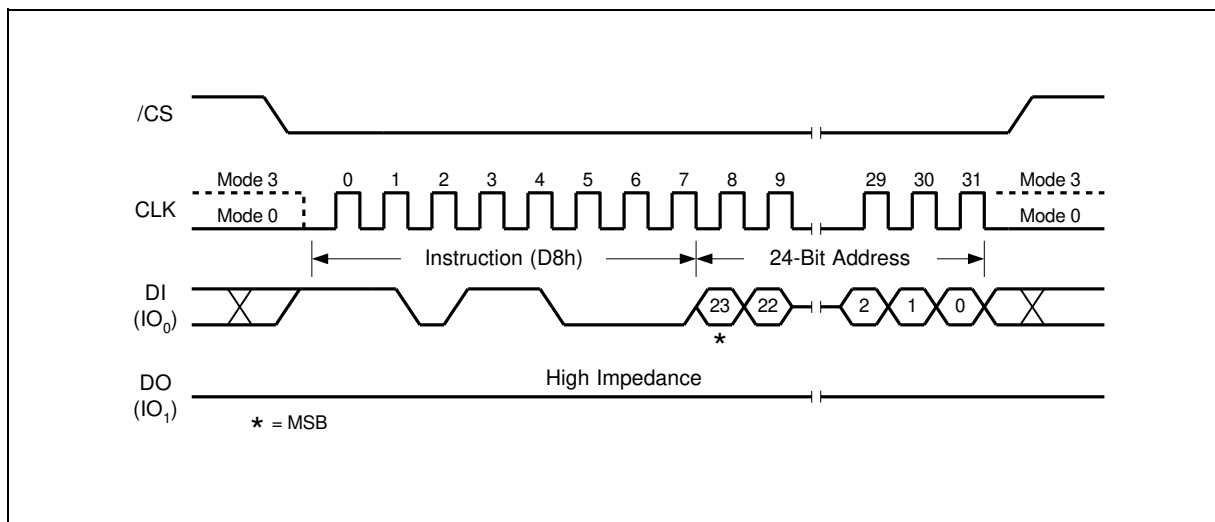 /CS
Mode 3 0 1 2 3 4 5 6 7 8 9 29 30 31 Mode 3
CLK
Mode 0 Mode 0
Instruction (D8h) 24-Bit Address
DI
(IO0) 23 22 2 1 0
*
DO High Impedance
(IO1)
* = MSB